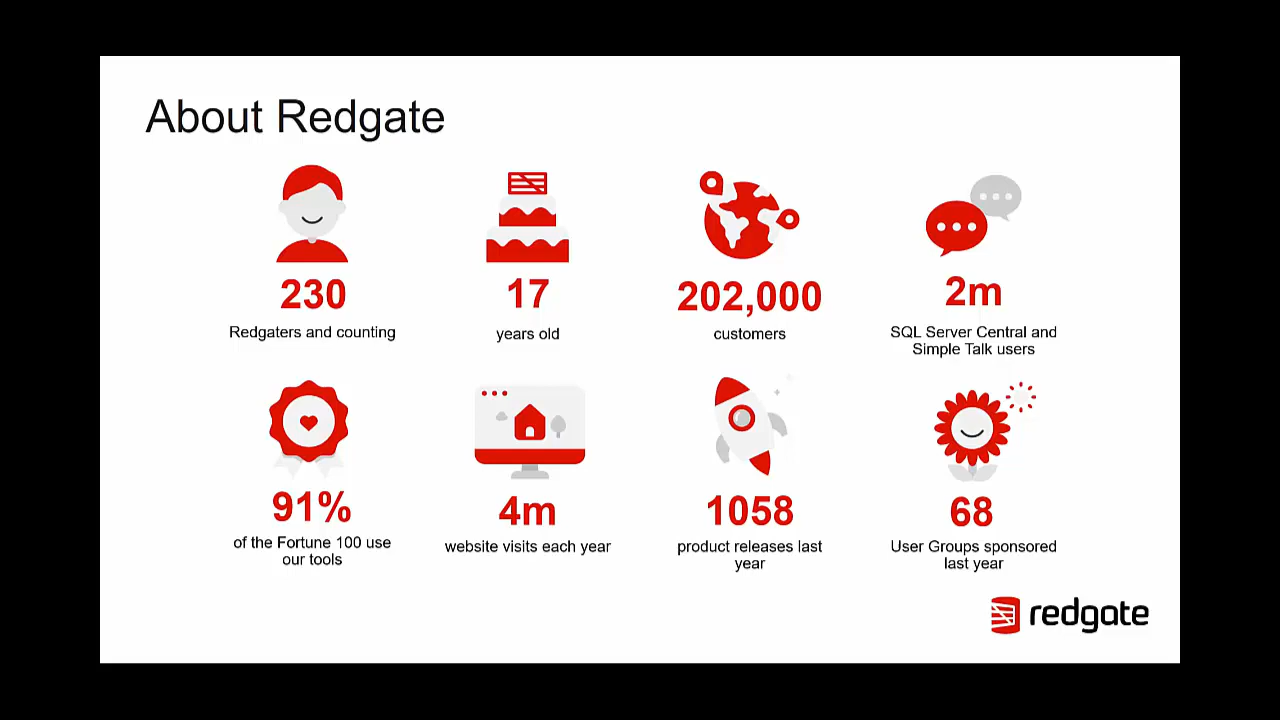 About Redgate
230
Redgaters and counting
17
years old
202,000
customers
2m
SQL Server Central and
Simple Talk users
91%
of the Fortune 100 use
our tools
4m
website visits each year
1058
product releases last
year
68
User Groups sponsored
last year
redgate